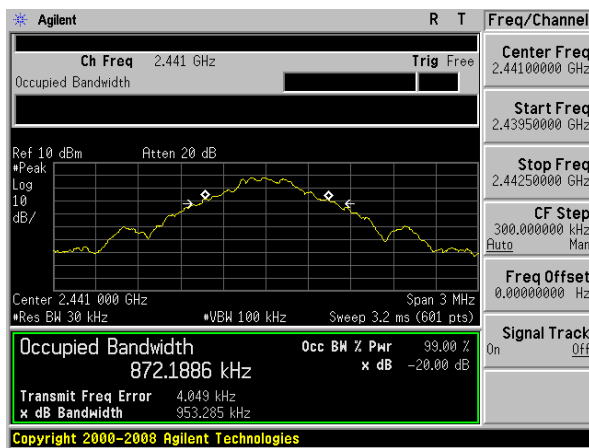 Agilent R T Freq/Channel
Ch Freq 2.441 GHz Trig Free
Occupied Bandwidth
Center Freq
2.44100000 GHz
Start Freq
2.43950000 GHz
Stop Freq
2.44250000 GHz
CF Step
300.000000 kHz
Auto Man
Freq Offset
0.00000000 Hz
Signal Track
On Off
Ref 10 dBm Atten 20 dB
#Peak
Log
10
dB/
Center 2.441 000 GHz Span 3 MHz
#Res BW 30 kHz #VBW 100 kHz Sweep 3.2 ms (601 pts)
Occupied Bandwidth Occ BW % Pwr 99.00 %
872.1886 kHz x dB -20.00 dB
Transmit Freq Error 4.049 kHz
x dB Bandwidth 953.285 kHz
Copyright 2000-2008 Agilent Technologies